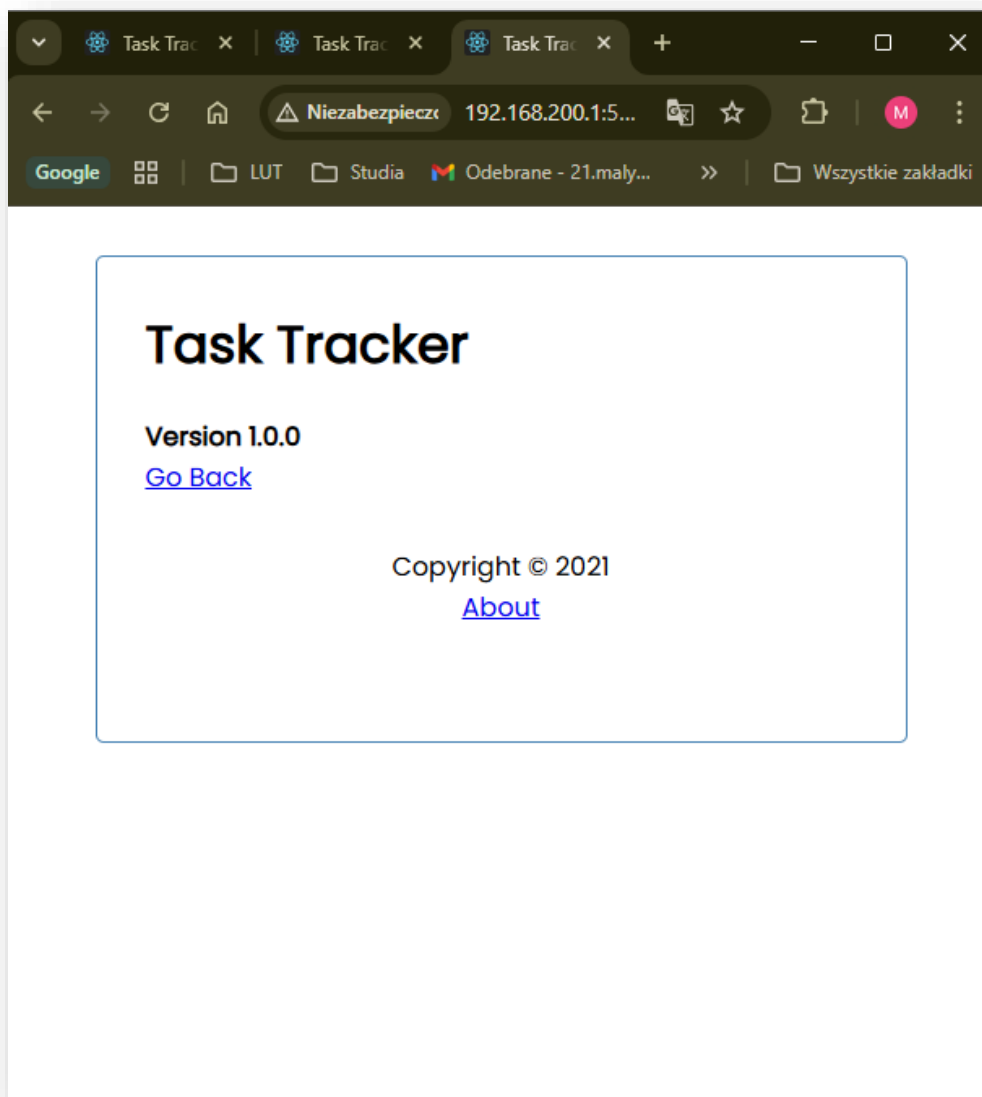 Task Trac
Task Trac
Task Trac
Niezabezpiecz 192.168.200.1:5... M
Google LUT Studia Odebrane - 21.maly... » Wszystkie zakładki
Task Tracker
Version 1.0.0
Go Back
Copyright © 2021
About